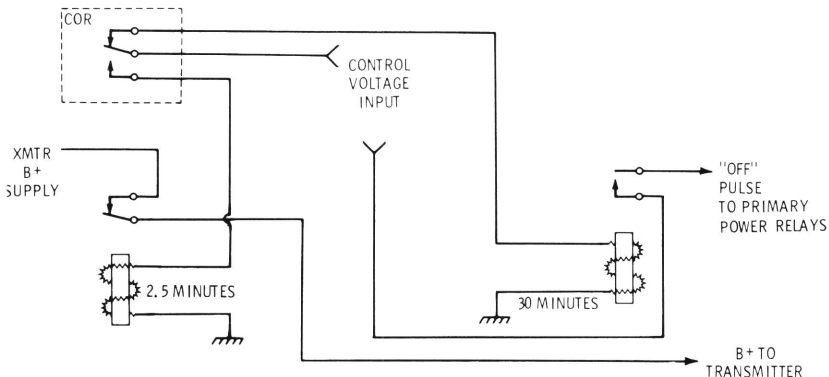 COR
CONTROL
VOLTAGE
INPUT
XMTR
B+
SUPPLY
"OFF"
PULSE
TO PRIMARY
POWER RELAYS
2.5 MINUTES
30 MINUTES
B+ TO
TRANSMITTER